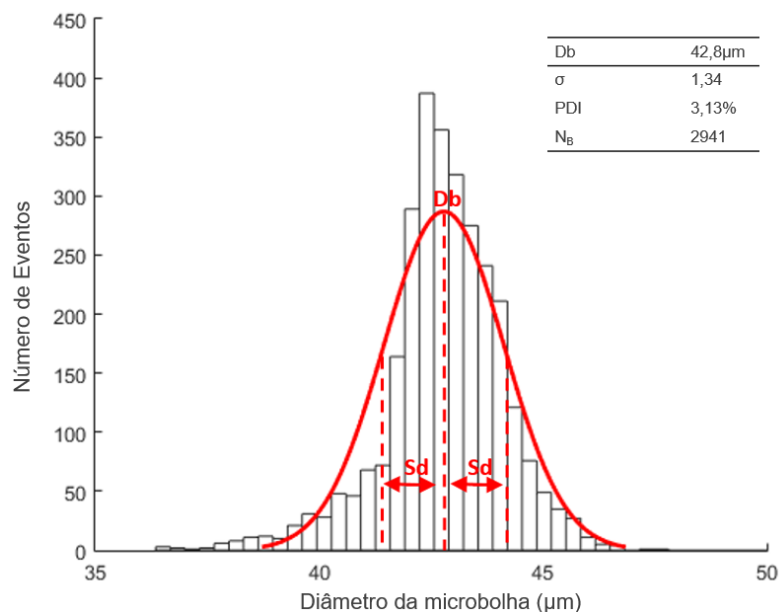 450
400
350
300
250
200
150
100
50
0
Número de Eventos
Db 42,8µm
σ 1,34
PDI 3,13%
N_B 2941
Db
Sd Sd
35 40 45 50
Diâmetro da microbolha (µm)